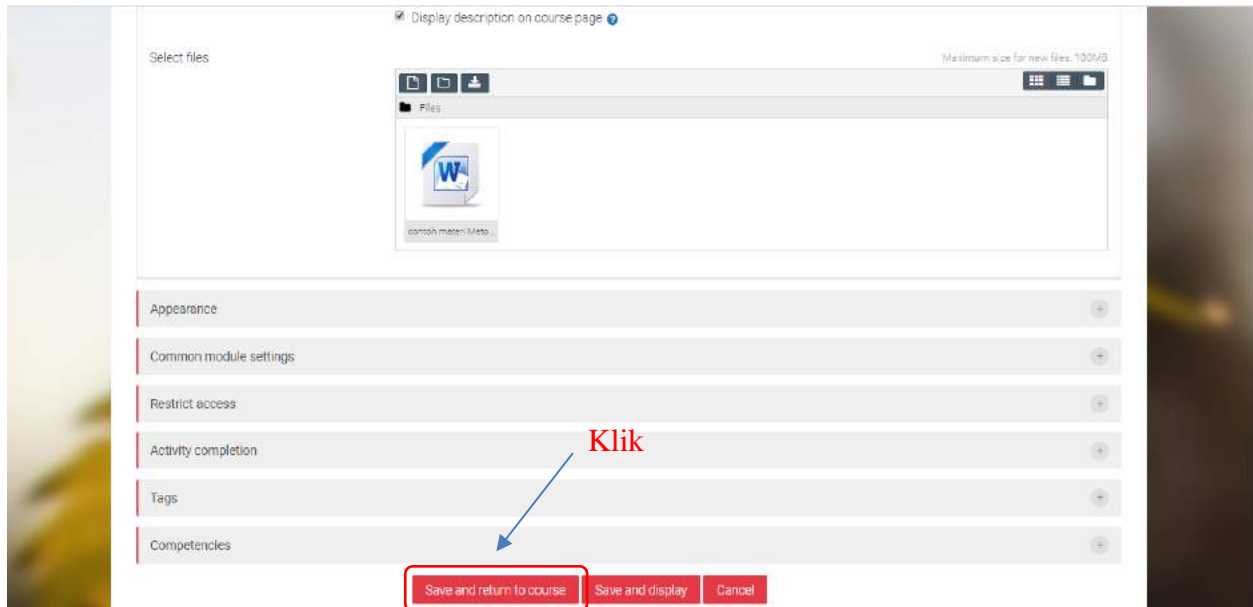 Display description on course page
Select files
Maximum size for new files: 100MB
Files
contoh materi Meto...
Appearance
Common module settings
Restrict access
Klik
Activity completion
Tags
Competencies
Save and return to course
Save and display
Cancel